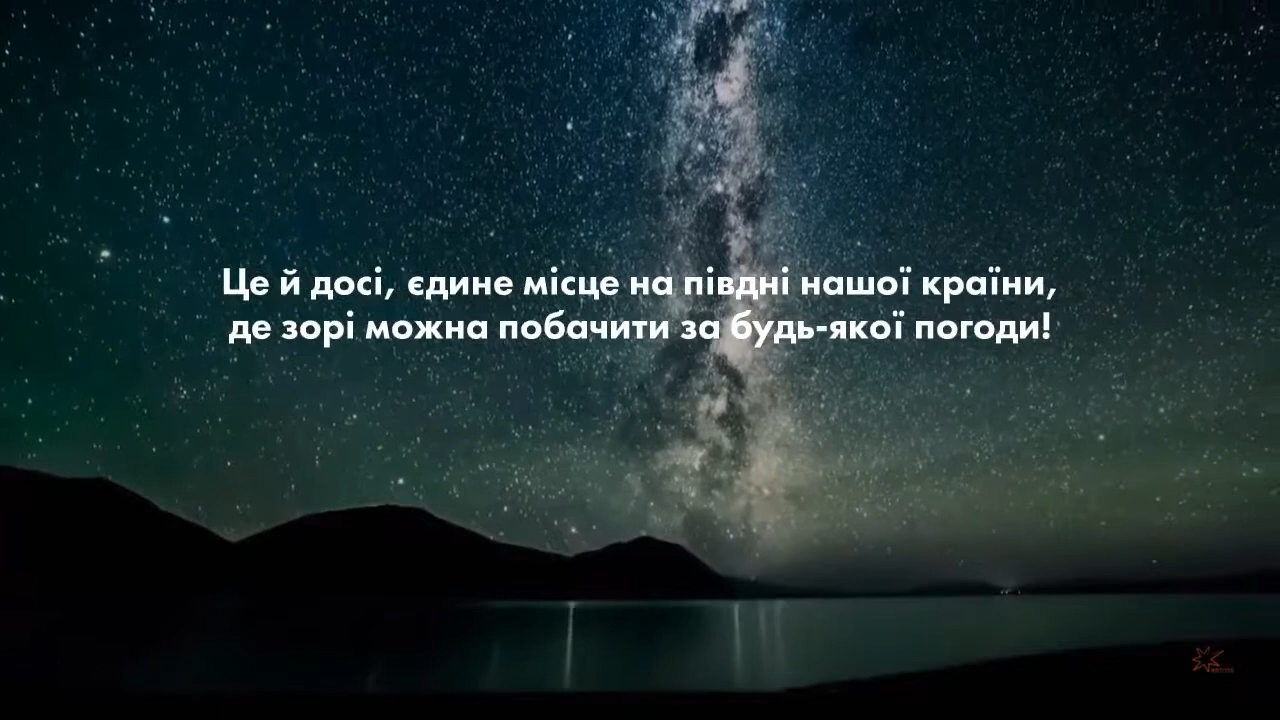 Це й досі, єдине місце на півдні нашої країни,
де зорі можна побачити за будь-якої погоди!